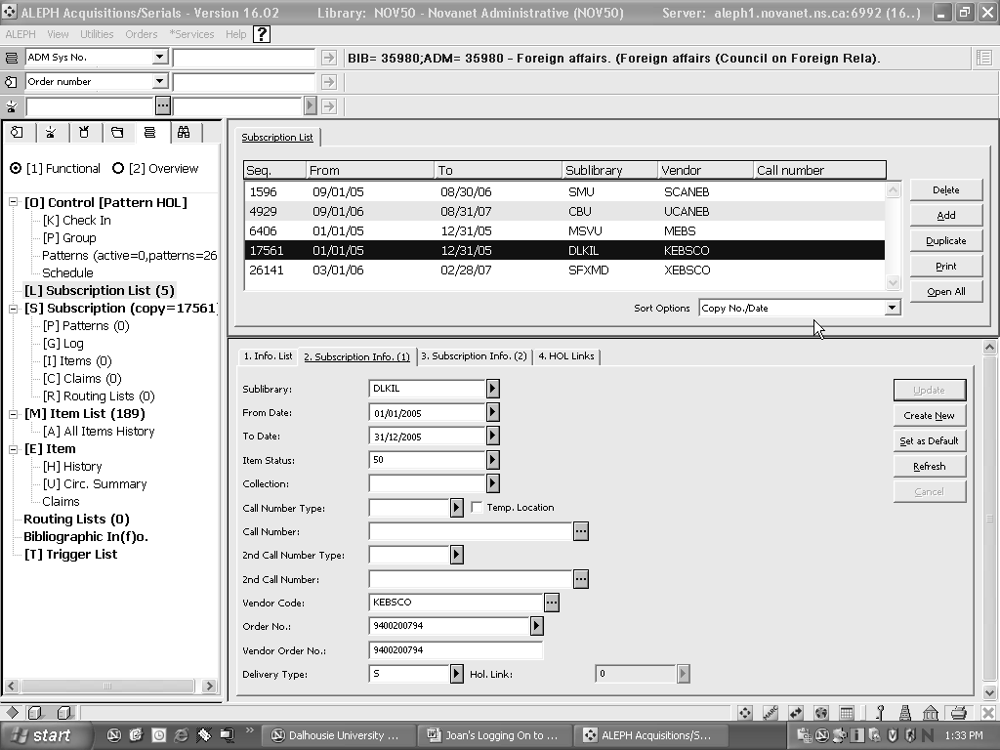 ALEPH Acquisitions/Serials - Version 16.02 Library: NOV50 - Novanet Administrative (NOV50) Server: aleph1.novanet.ns.ca:6992 (16..)
ALEPH View Utilities Orders *Services Help ?
ADM Sys No. BIB= 35980;ADM= 35980 - Foreign affairs. (Foreign affairs (Council on Foreign Rela).
Order number
[1] Functional [2] Overview
[O] Control [Pattern HOL]
[K] Check In
[P] Group
Patterns (active=0,patterns=26
Schedule
[L] Subscription List (5)
[S] Subscription (copy=17561)
[P] Patterns (0)
[G] Log
[I] Items (0)
[C] Claims (0)
[R] Routing Lists (0)
[M] Item List (189)
[A] All Items History
[E] Item
[H] History
[U] Circ. Summary
Claims
Routing Lists (0)
Bibliographic In(f)o.
[T] Trigger List
Subscription List
Seq. From To Sublibrary Vendor Call number
1596 09/01/05 08/30/06 SMU SCANEB
4929 09/01/06 08/31/07 CBU UCANEB
6406 01/01/05 12/31/05 MSVU MEBS
17561 01/01/05 12/31/05 DLKIL KEBSCO
26141 03/01/06 02/28/07 SFXMD XEBSCO
Delete
Add
Duplicate
Print
Open All
Sort Options Copy No./Date
1. Info. List 2. Subscription Info. (1) 3. Subscription Info. (2) 4. HOL Links
Sublibrary: DLKIL
From Date: 01/01/2005
To Date: 31/12/2005
Item Status: 50
Collection:
Call Number Type: Temp. Location
Call Number:
2nd Call Number Type:
2nd Call Number:
Vendor Code: KEBSCO
Order No.: 9400200794
Vendor Order No.: 9400200794
Delivery Type: S Hol. Link: 0
Update
Create New
Set as Default
Refresh
Cancel
start Dalhousie University ... Joan's Logging On to ... ALEPH Acquisitions/S... 1:33 PM